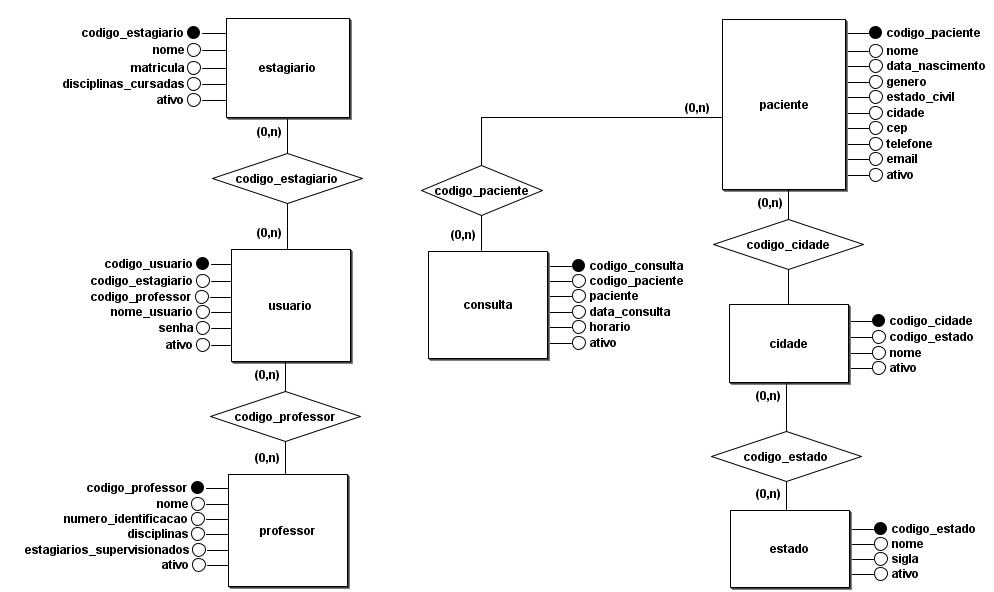 codigo_estagiario
nome
matricula
disciplinas_cursadas
ativo
estagiario
(0,n)
codigo_estagiario
(0,n)
codigo_usuario
codigo_estagiario
codigo_professor
nome_usuario
senha
ativo
usuario
(0,n)
codigo_professor
(0,n)
codigo_professor
nome
numero_identificacao
disciplinas
estagiarios_supervisionados
ativo
professor
(0,n)
codigo_paciente
(0,n)
consulta
codigo_consulta
codigo_paciente
paciente
data_consulta
horario
ativo
paciente
codigo_paciente
nome
data_nascimento
genero
estado_civil
cidade
cep
telefone
email
ativo
(0,n)
codigo_cidade
cidade
codigo_cidade
codigo_estado
nome
ativo
(0,n)
codigo_estado
(0,n)
estado
codigo_estado
nome
sigla
ativo